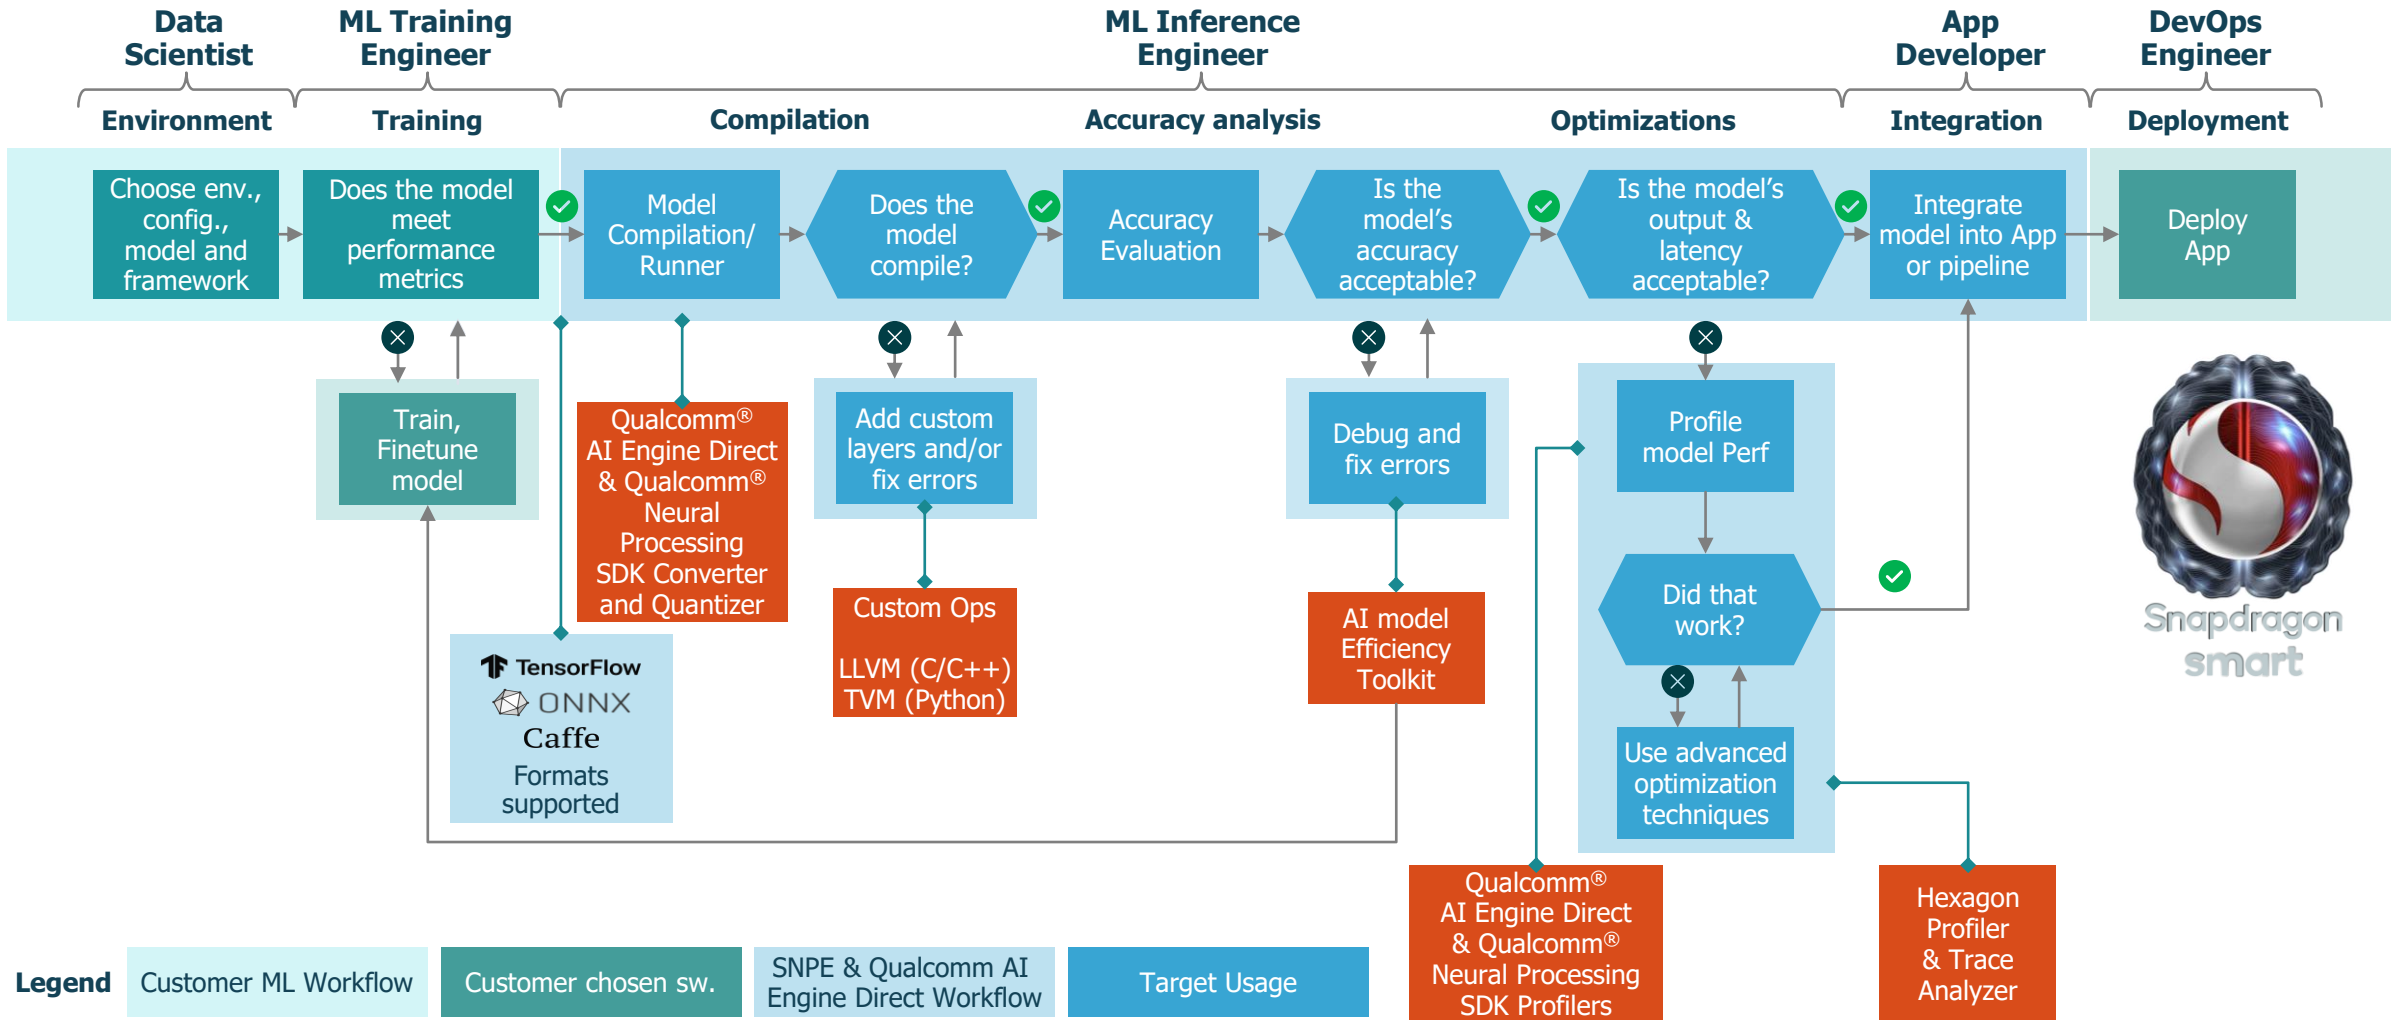 Data
Scientist
ML Training
Engineer
ML Inference
Engineer
App
Developer
DevOps
Engineer
Environment
Training
Compilation
Accuracy analysis
Optimizations
Integration
Deployment
Choose env.,
config.,
model and
framework
Does the model
meet
performance
metrics
Model
Compilation/
Runner
Does the
model
compile?
Accuracy
Evaluation
Is the
model's
accuracy
acceptable?
Is the model's
output &
latency
acceptable?
Integrate
model into App
or pipeline
Deploy
App
Train,
Finetune
model
Qualcomm®
AI Engine Direct
& Qualcomm®
Neural
Processing
SDK Converter
and Quantizer
Add custom
layers and/or
fix errors
Debug and
fix errors
Profile
model Perf
Custom Ops
LLVM (C/C++)
TVM (Python)
AI model
Efficiency
Toolkit
Did that
work?
Snapdragon
smart
TensorFlow
ONNX
Caffe
Formats
supported
Use advanced
optimization
techniques
Qualcomm®
AI Engine Direct
& Qualcomm®
Neural Processing
SDK Profilers
Hexagon
Profiler
& Trace
Analyzer
Legend
Customer ML Workflow
Customer chosen sw.
SNPE & Qualcomm AI
Engine Direct Workflow
Target Usage